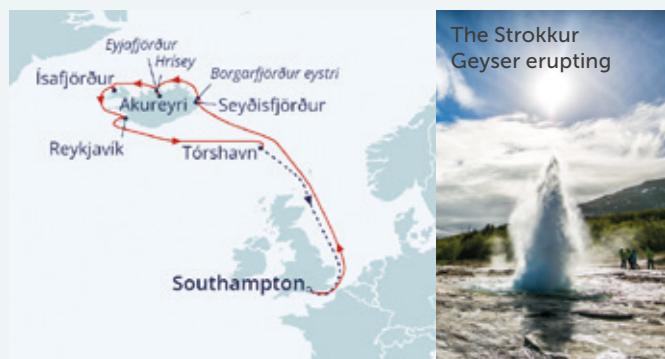 Eyjafjörður
Hrísey
Ísafjörður
Borgarfjörður eystri
Akureyri
Seyðisfjörður
Reykjavík
Tórshavn
Southampton
The Strokkur
Geyser erupting